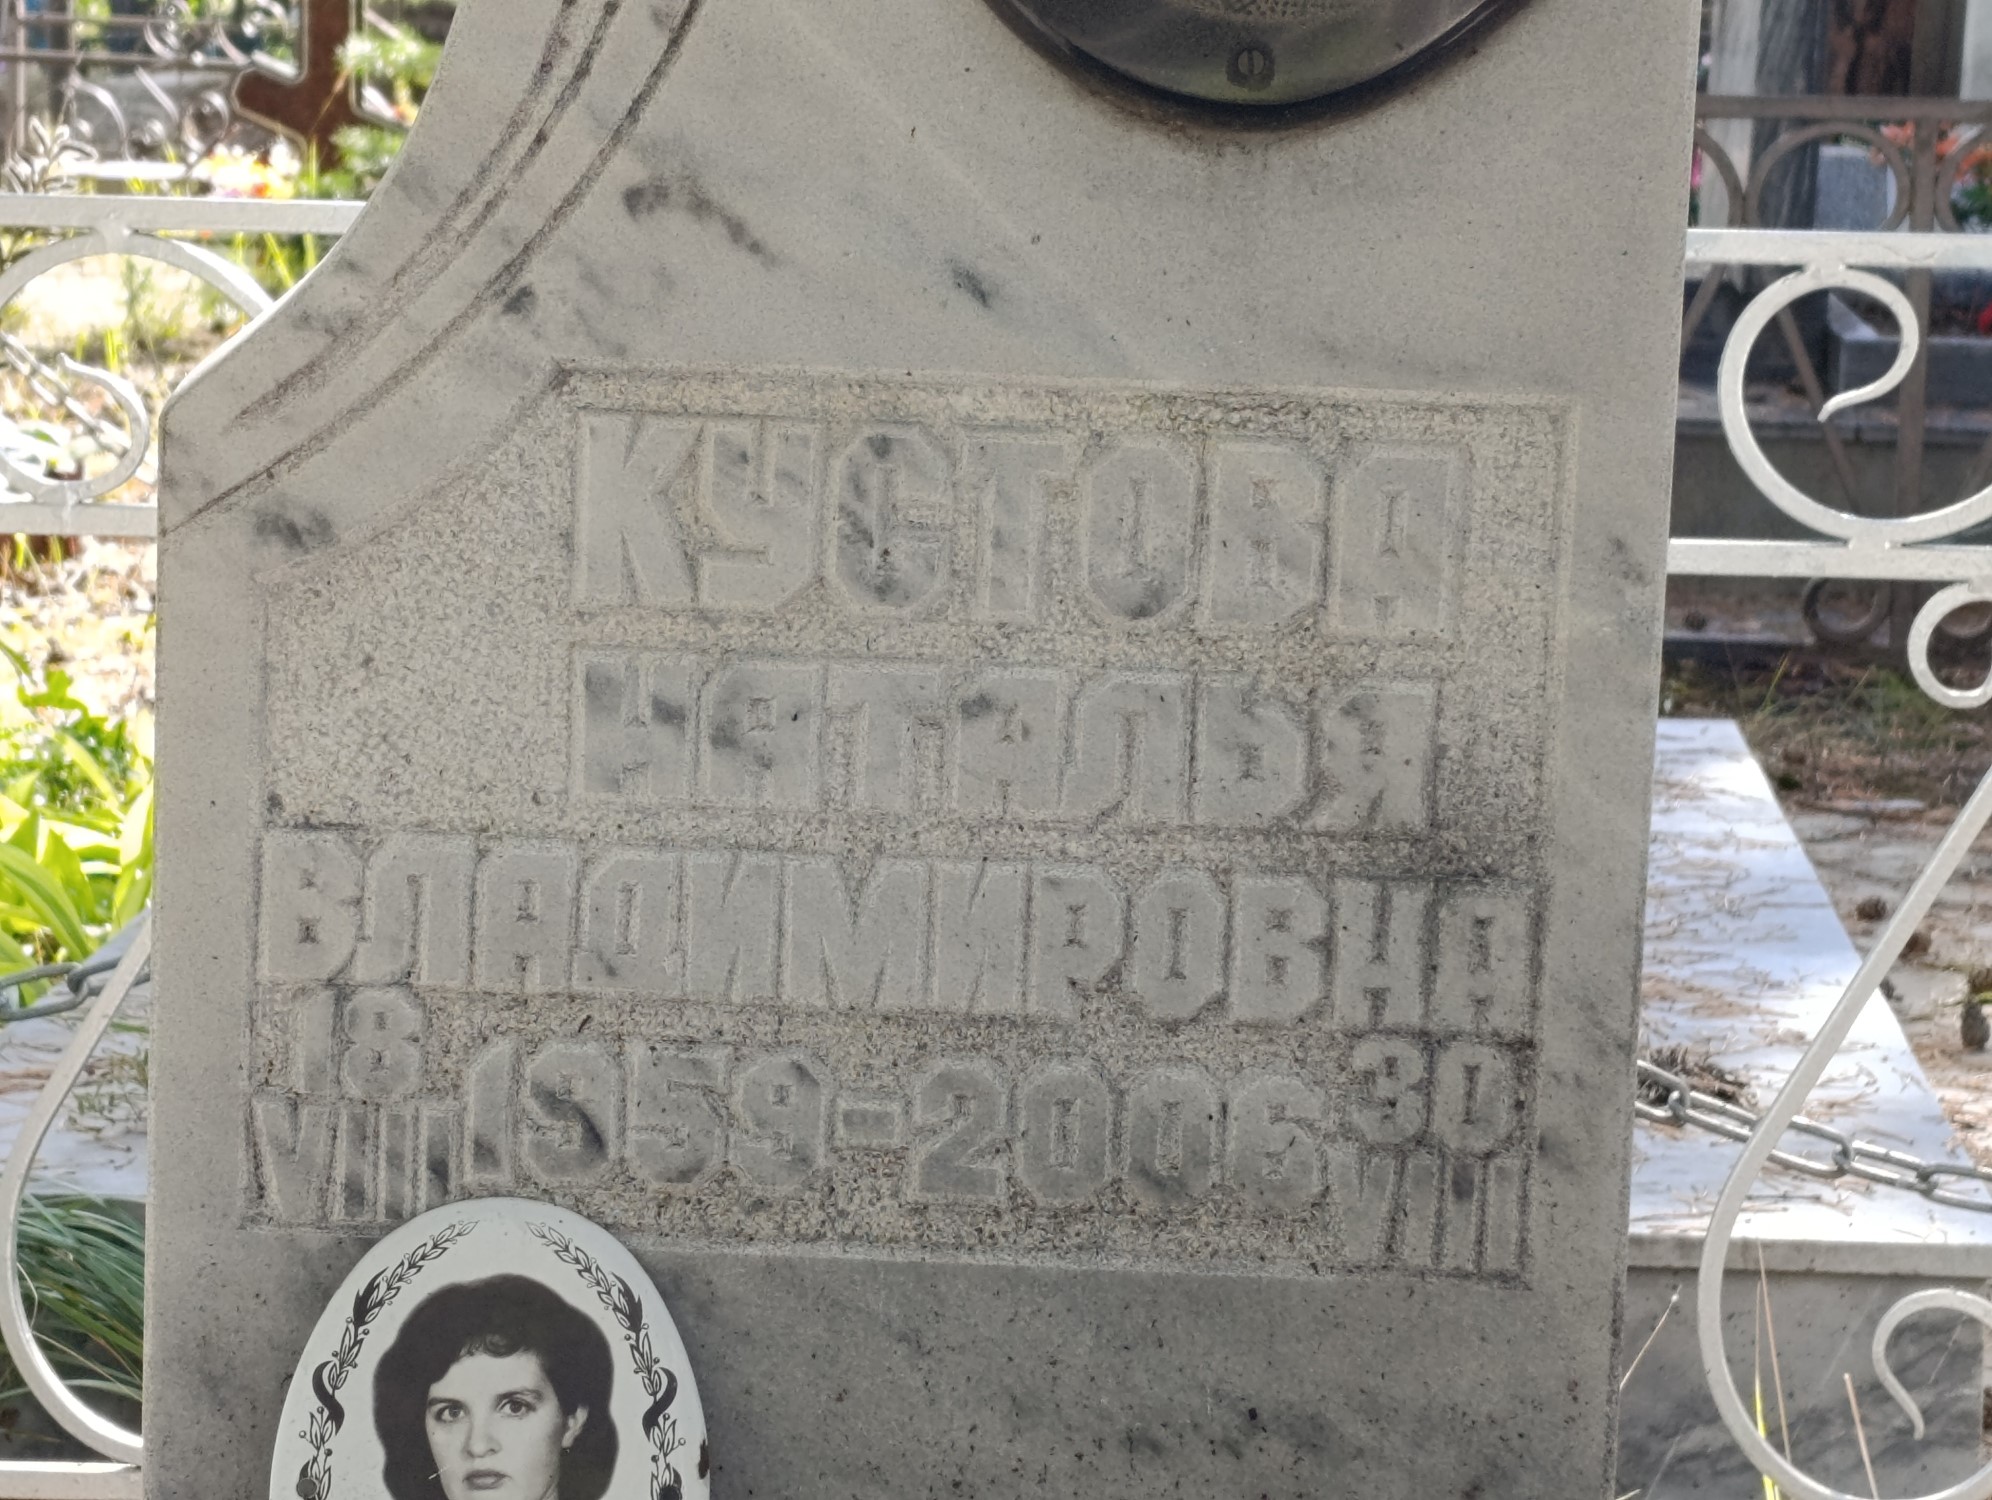 КУСТОВА
НАТАЛЬЯ
ВЛАДИМИРОВНА
18 VIII 1959-2006 30 VIII